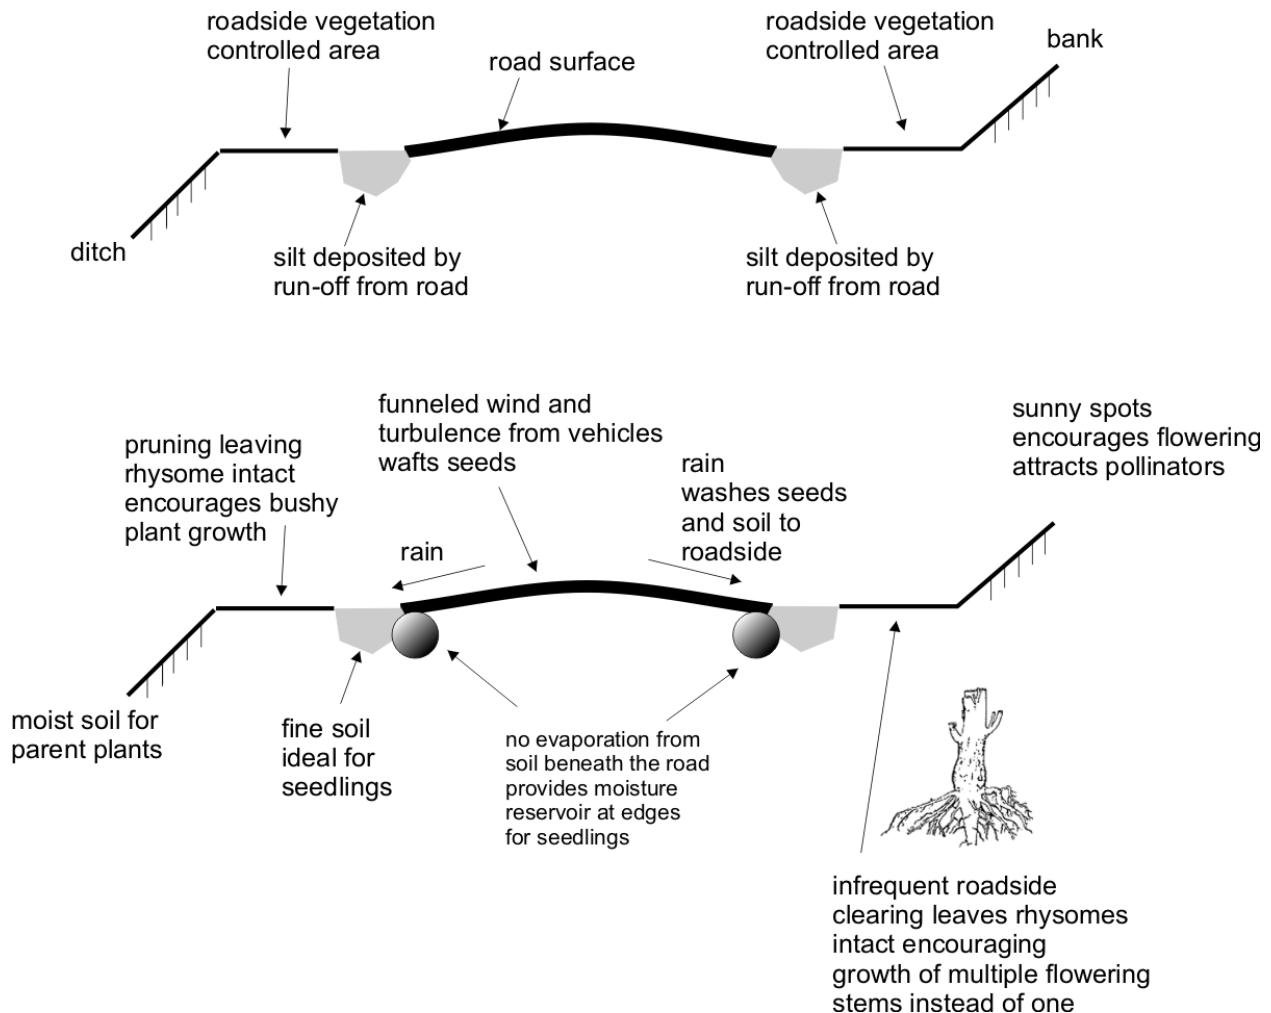 roadside vegetation
controlled area
road surface
roadside vegetation
controlled area
bank
ditch
silt deposited by
run-off from road
silt deposited by
run-off from road
funneled wind and
turbulence from vehicles
wafts seeds
sunny spots
encourages flowering
attracts pollinators
pruning leaving
rhysome intact
encourages bushy
plant growth
rain
washes seeds
and soil to
roadside
rain
moist soil for
parent plants
fine soil
ideal for
seedlings
no evaporation from
soil beneath the road
provides moisture
reservoir at edges
for seedlings
infrequent roadside
clearing leaves rhysomes
intact encouraging
growth of multiple flowering
stems instead of one